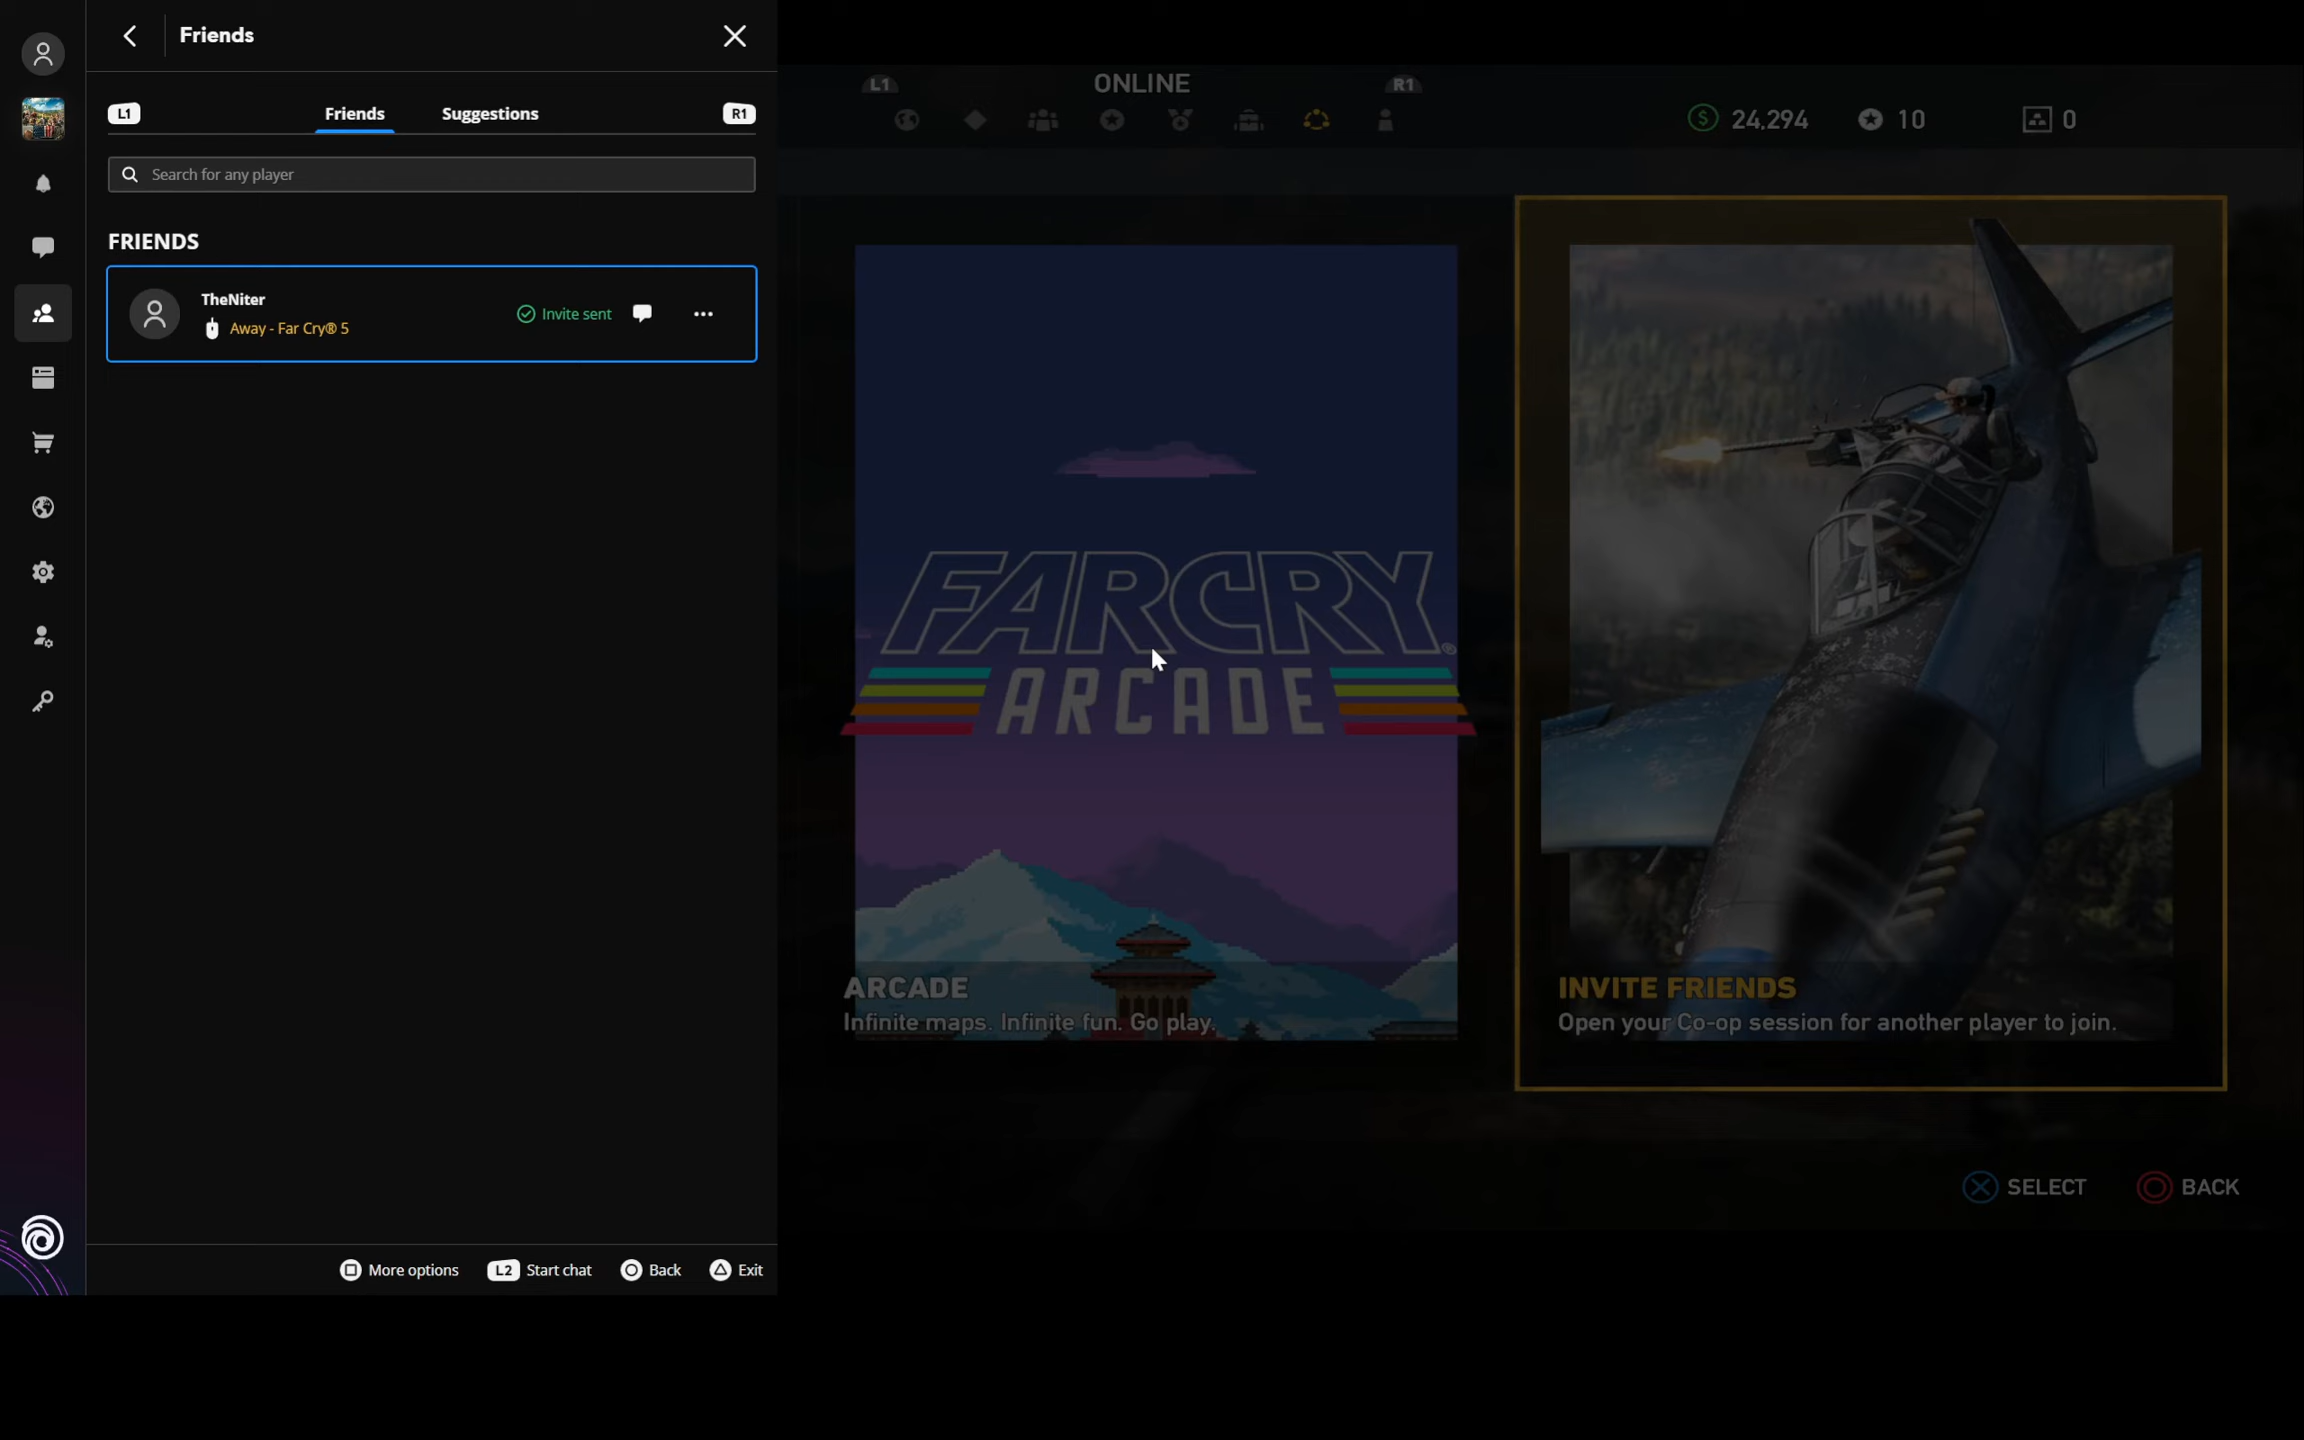 Friends
L1
Friends
Suggestions
R1
Search for any player
FRIENDS
TheNiter
Away - Far Cry® 5
Invite sent
More options
L2 Start chat
Back
Exit
L1
ONLINE
R1
24,294
10
0
FARCRY®
ARCADE
ARCADE
Infinite maps. Infinite fun. Go play.
INVITE FRIENDS
Open your Co-op session for another player to join.
SELECT
BACK